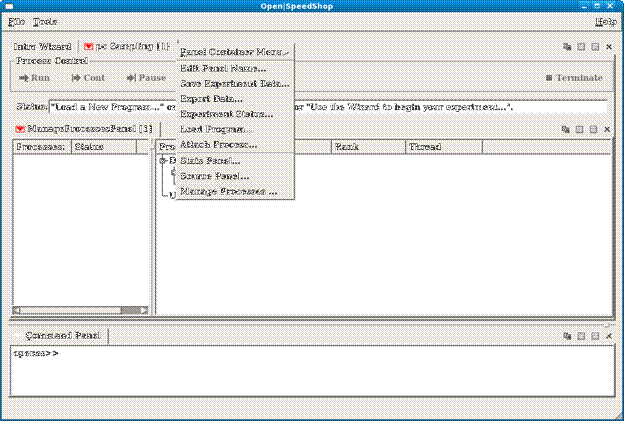 Open|SpeedShop
File Tools Help
Intro Wizard pc Sampling [1]
Process Control
Run Cont Pause Terminate
Status: "Load a New Program..." or "Use the Wizard to begin your experiment...".
ManageProcessesPanel [1]
Processes: Status Rank Thread
Panel Container Menu
Edit Panel Name...
Save Experiment Data...
Export Data...
Experiment Status...
Load Program...
Attach Process...
Stats Panel...
Source Panel...
Manage Processes ...
Command Panel
openss>>